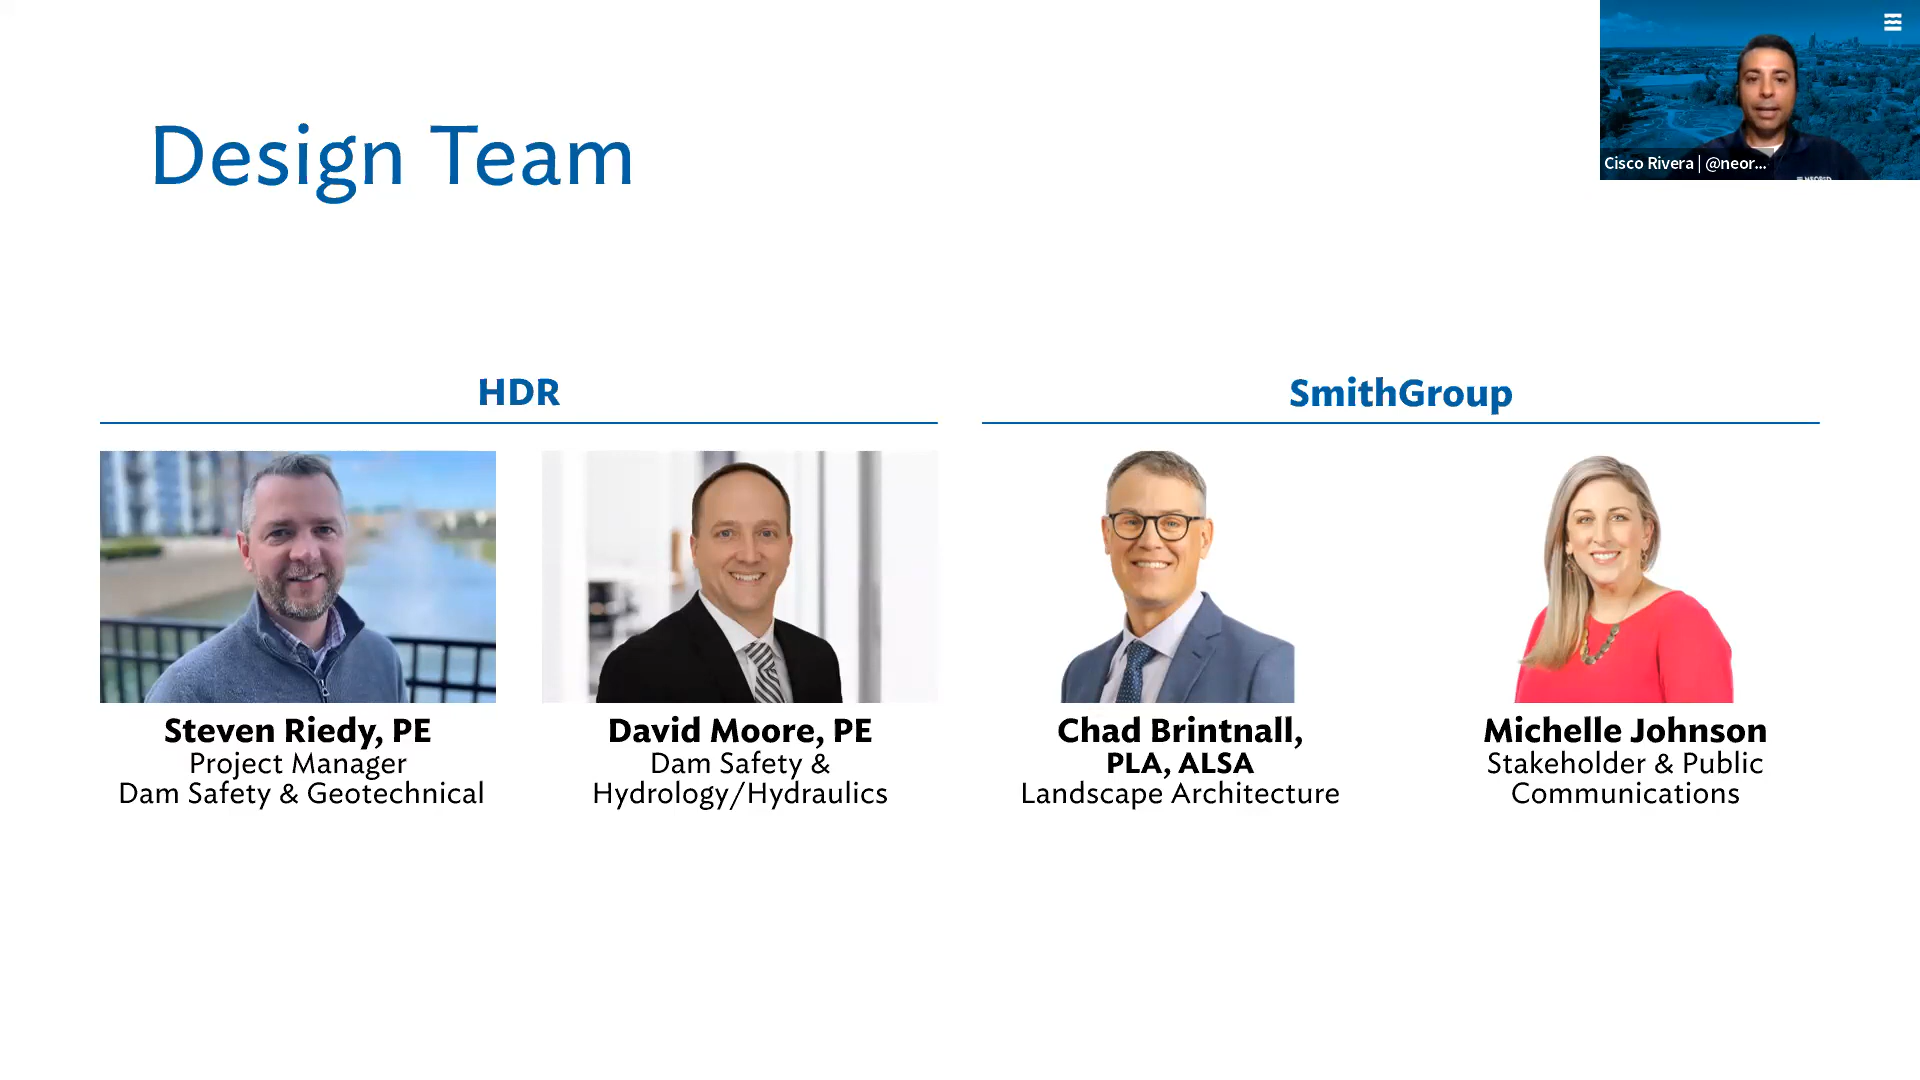 Design Team
Cisco Rivera | @neor...
HDR
SmithGroup
Steven Riedy, PE
Project Manager
Dam Safety & Geotechnical
David Moore, PE
Dam Safety &
Hydrology/Hydraulics
Chad Brintnall,
PLA, ALSA
Landscape Architecture
Michelle Johnson
Stakeholder & Public
Communications